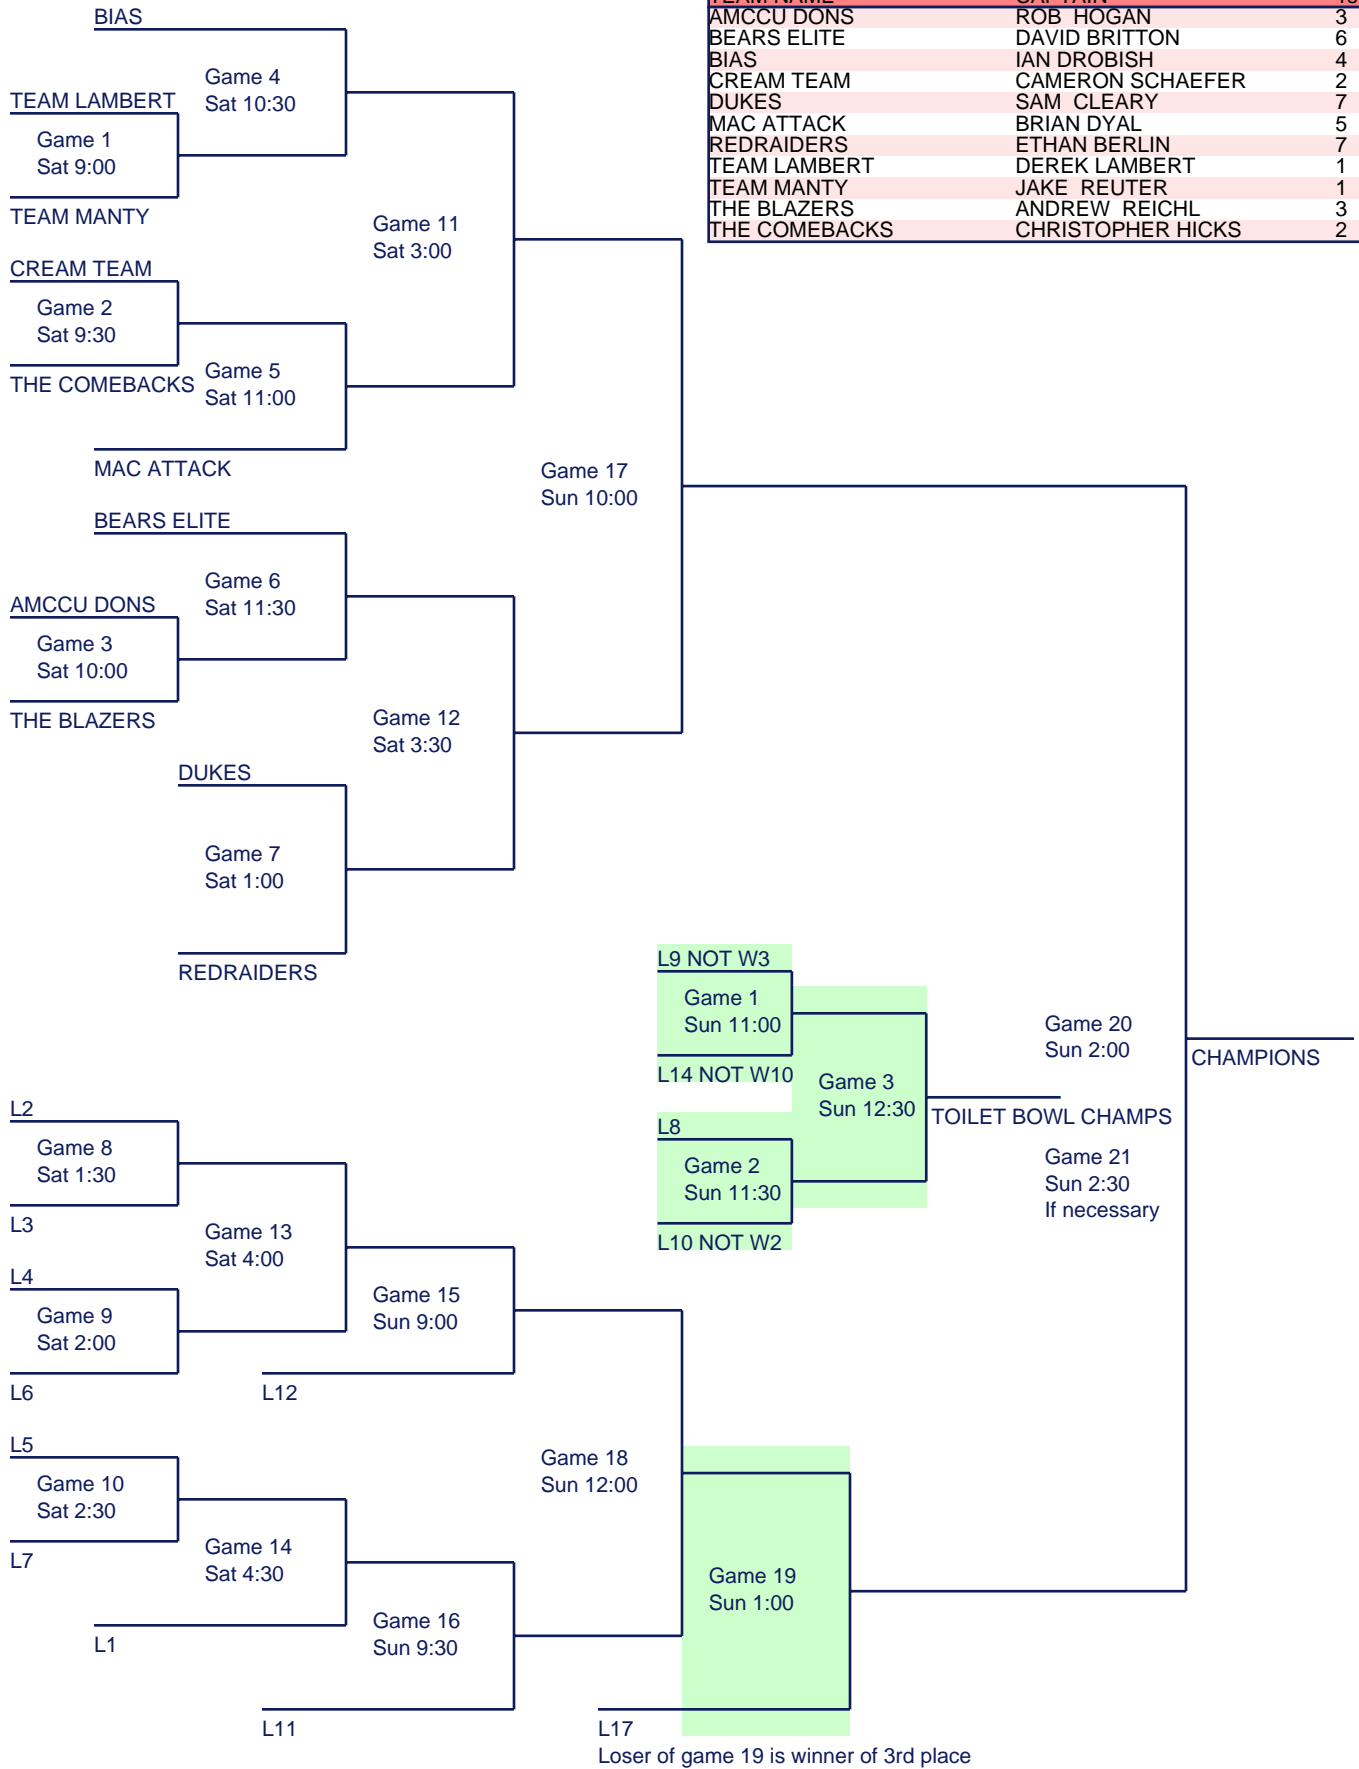 TEAM NAME CAPTAIN
AMCCU DONS ROB HOGAN 3
BEARS ELITE DAVID BRITTON 6
BIAS IAN DROBISH 4
CREAM TEAM CAMERON SCHAEFER 2
DUKES SAM CLEARY 7
MAC ATTACK BRIAN DYAL 5
REDRAIDERS ETHAN BERLIN 7
TEAM LAMBERT DEREK LAMBERT 1
TEAM MANTY JAKE REUTER 1
THE BLAZERS ANDREW REICHL 3
THE COMEBACKS CHRISTOPHER HICKS 2
BIAS
Game 4
Sat 10:30
TEAM LAMBERT
Game 1
Sat 9:00
TEAM MANTY
Game 11
Sat 3:00
CREAM TEAM
Game 2
Sat 9:30
THE COMEBACKS
Game 5
Sat 11:00
MAC ATTACK
Game 17
Sun 10:00
BEARS ELITE
Game 6
Sat 11:30
AMCCU DONS
Game 3
Sat 10:00
THE BLAZERS
Game 12
Sat 3:30
DUKES
Game 7
Sat 1:00
REDRAIDERS
L9 NOT W3
Game 1
Sun 11:00
L14 NOT W10
Game 3
Sun 12:30
L8
Game 2
Sun 11:30
L10 NOT W2
TOILET BOWL CHAMPS
Game 20
Sun 2:00
CHAMPIONS
Game 21
Sun 2:30
If necessary
L2
Game 8
Sat 1:30
L3
Game 13
Sat 4:00
L4
Game 9
Sat 2:00
L6
Game 15
Sun 9:00
L12
L5
Game 10
Sat 2:30
L7
Game 14
Sat 4:30
L1
Game 18
Sun 12:00
Game 16
Sun 9:30
L11
Game 19
Sun 1:00
L17
Loser of game 19 is winner of 3rd place